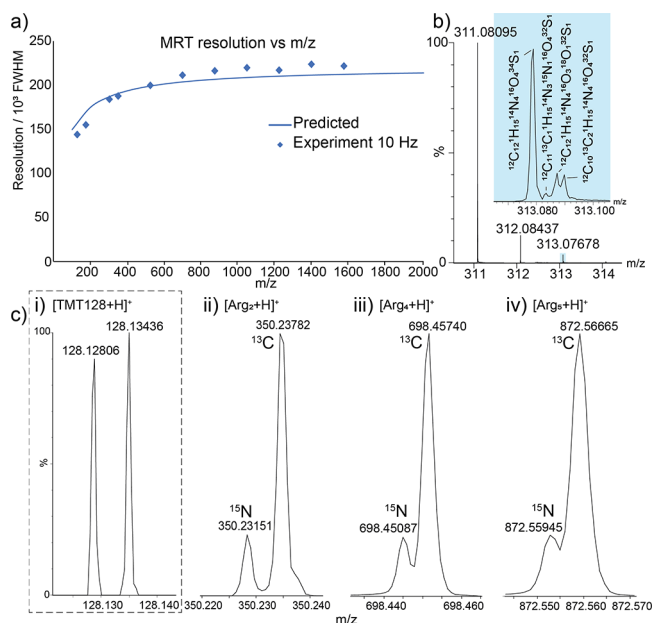 a)
MRT resolution vs m/z
Resolution / 10³ FWHM
250
200
150
100
50
0
Predicted
Experiment 10 Hz
200 400 600 800 1000 1200 1400 1600 1800 2000
m/z
b)
311.08095
100
%
0
¹²C₁₂¹H₁₅¹⁴N₄¹⁶O₄³⁴S₁
¹²C₁₁¹³C₁¹H₁₅¹⁴N₃¹⁵N₁¹⁶O₄³²S₁
¹²C₁₂¹H₁₅¹⁴N₄¹⁶O₃¹⁸O₁³²S₁
¹²C₁₀¹³C₂¹H₁₅¹⁴N₄¹⁶O₄³²S₁
313.080 313.100 m/z
312.08437
313.07678
311 312 313 314 m/z
c)
i) [TMT128+H]⁺
128.13436
128.12806
100
%
0
128.130 128.140
ii) [Arg₂+H]⁺
350.23782
¹³C
¹⁵N
350.23151
350.220 350.230 350.240
iii) [Arg₄+H]⁺
698.45740
¹³C
¹⁵N
698.45087
698.440 698.460
iv) [Arg₅+H]⁺
872.56665
¹³C
¹⁵N
872.55945
872.550 872.560 872.570
m/z